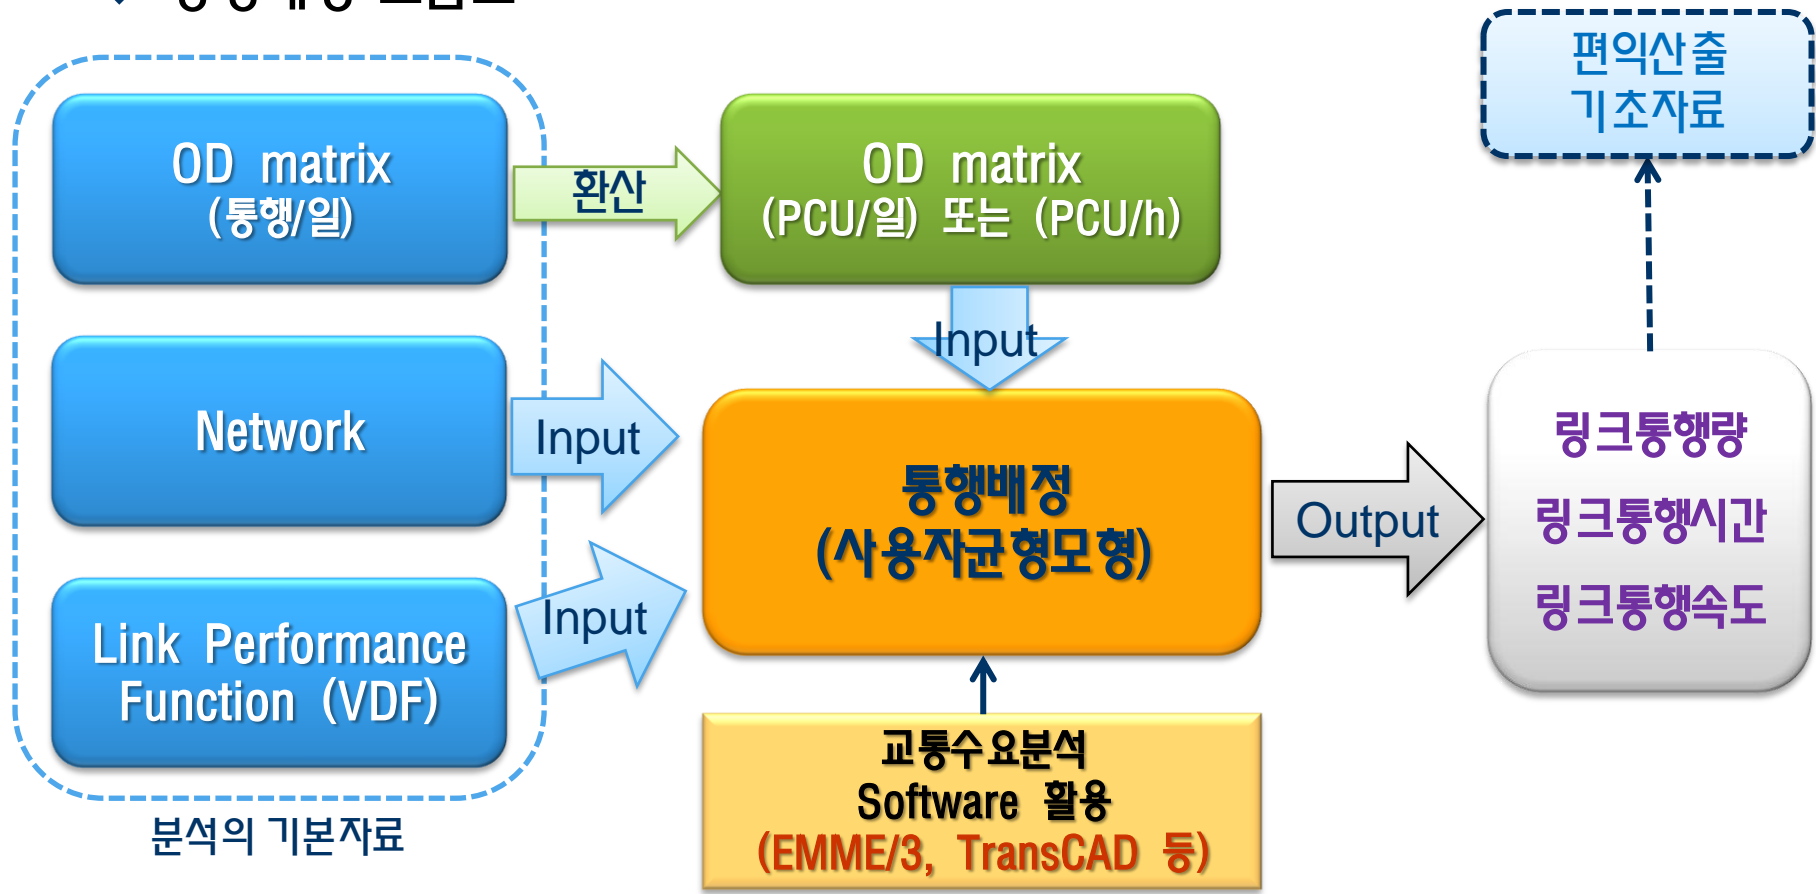 OD matrix
(통행/일)
환산
OD matrix
(PCU/일) 또는 (PCU/h)
편익산출
기초자료
Input
Network
Input
Link Performance
Function (VDF)
Input
통행배정
(사용자균형모형)
Output
링크통행량
링크통행시간
링크통행속도
교통수요분석
Software 활용
(EMME/3, TransCAD 등)
분석의 기본자료